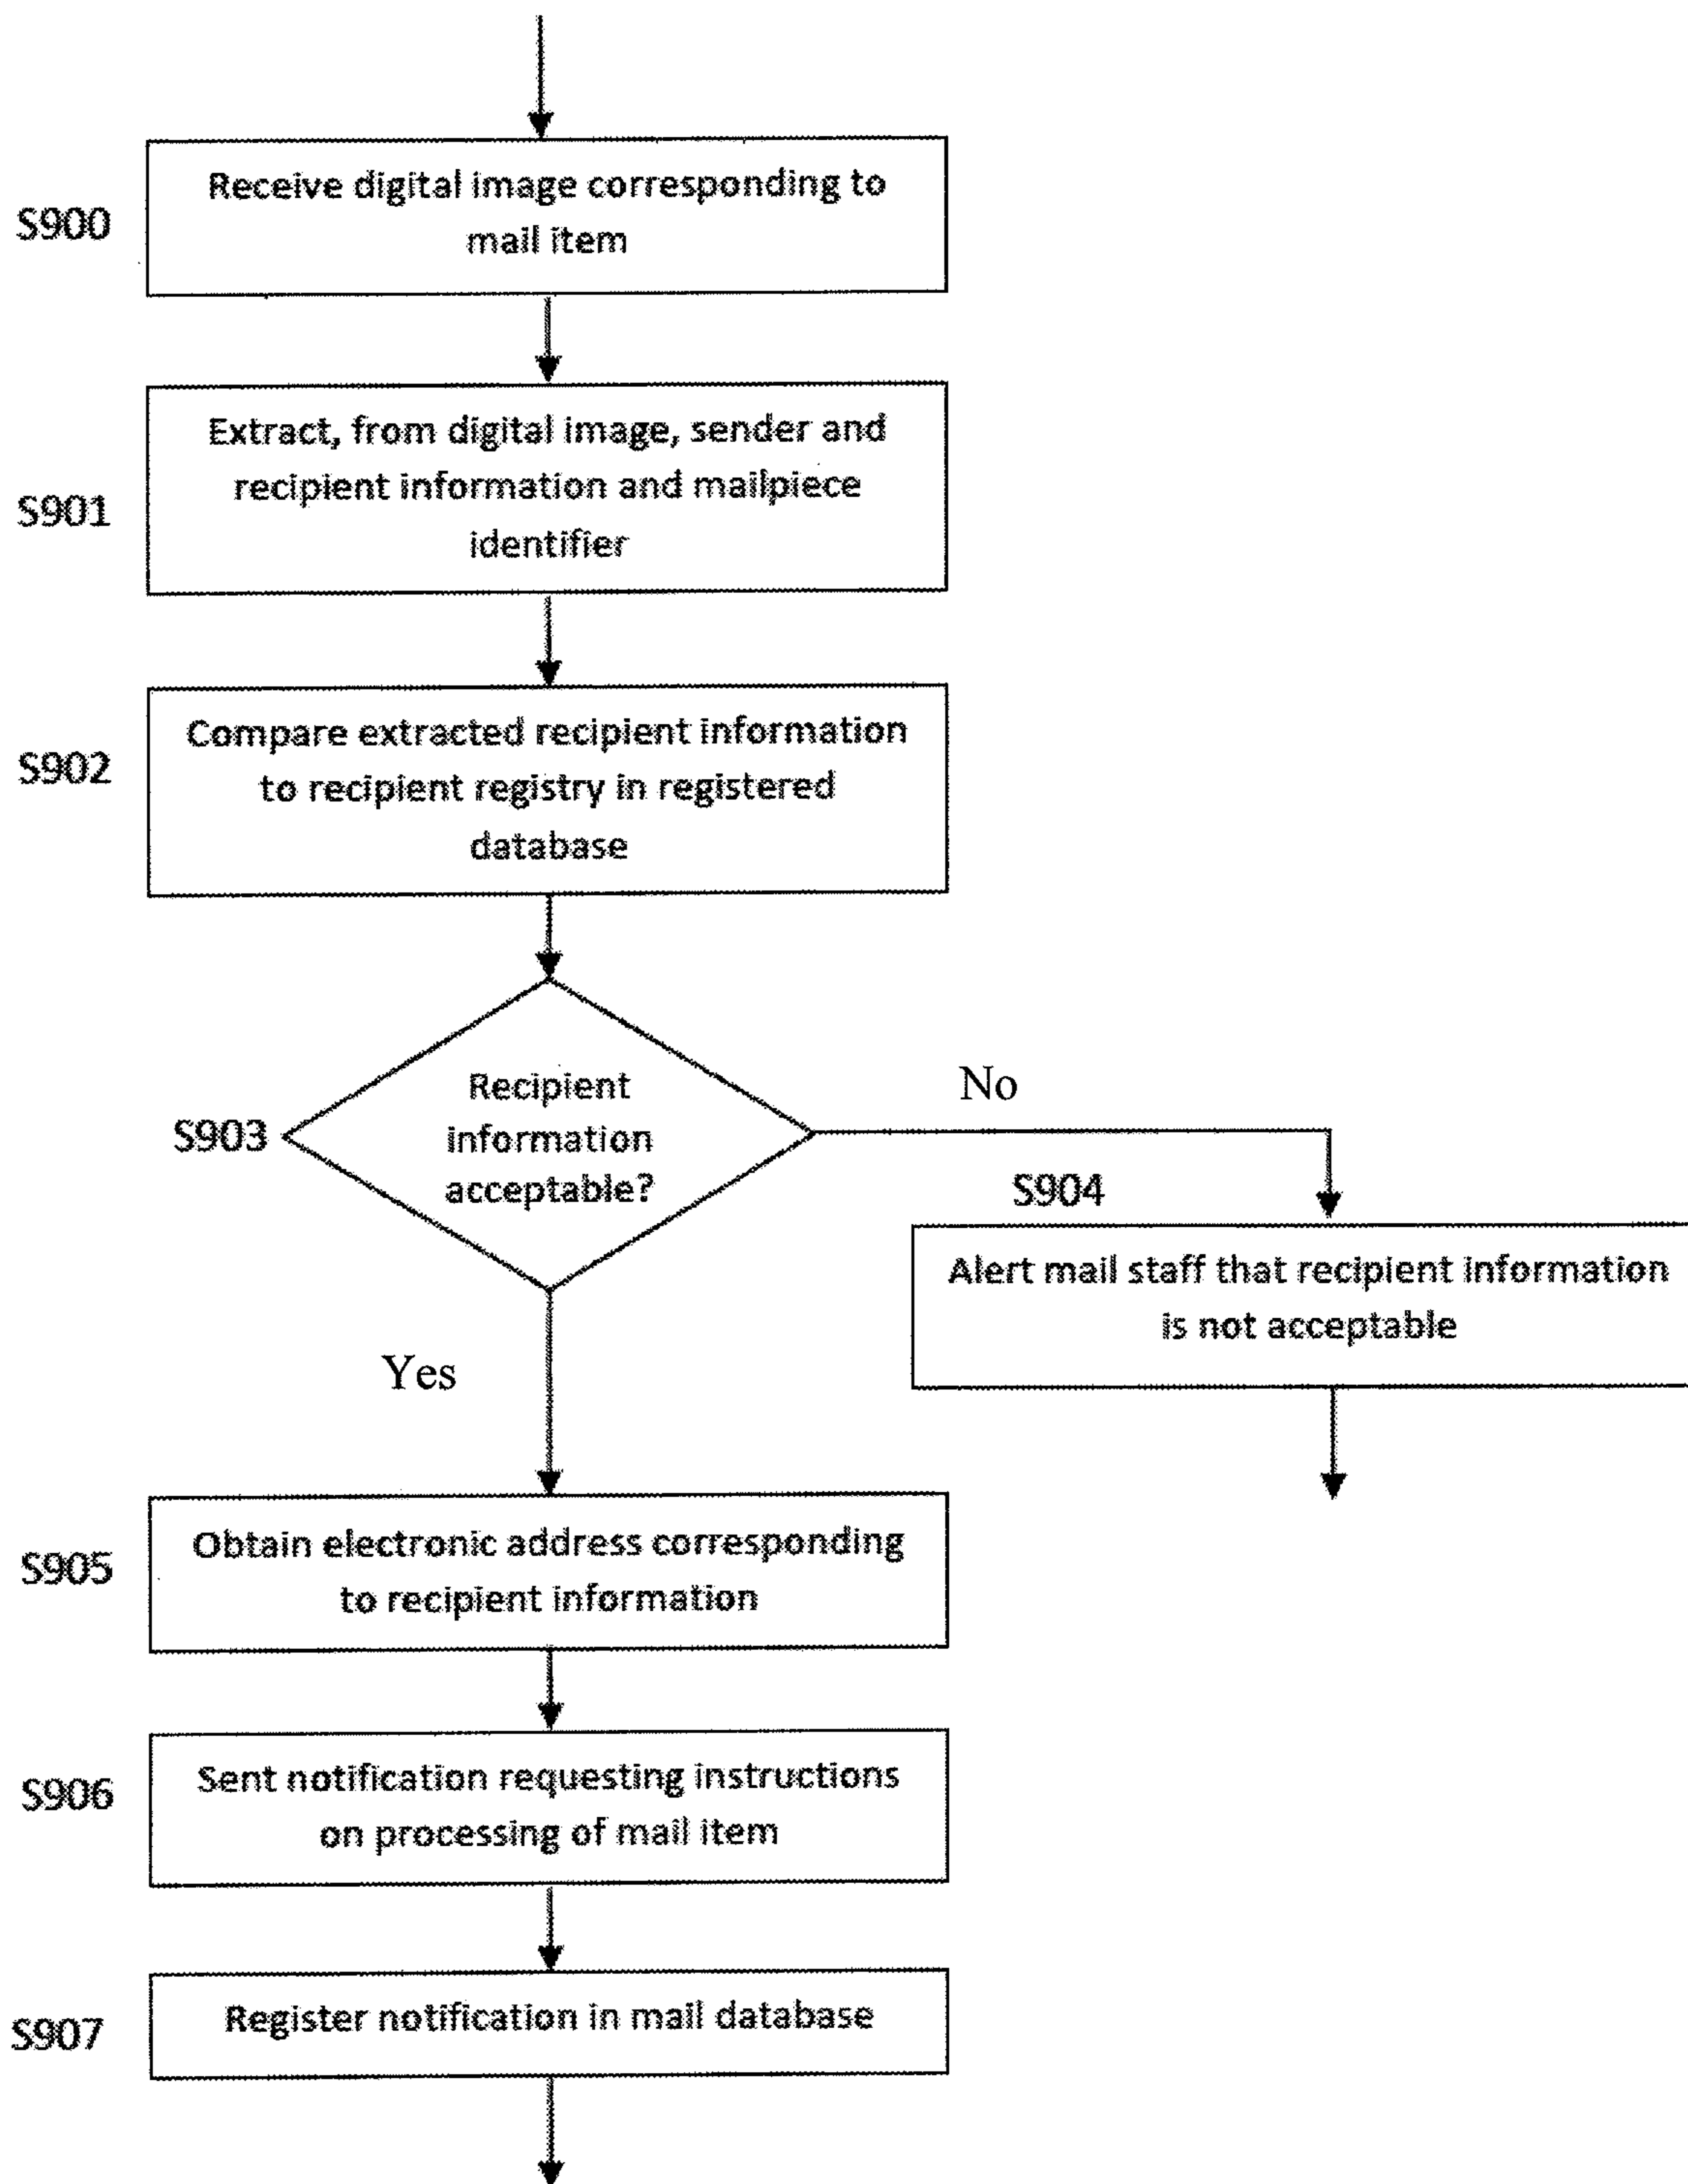 S900
Receive digital image corresponding to
mail item
S901
Extract, from digital image, sender and
recipient information and mailpiece
identifier
S902
Compare extracted recipient information
to recipient registry in registered
database
S903
Recipient
information
acceptable?
No
S904
Alert mail staff that recipient information
is not acceptable
Yes
S905
Obtain electronic address corresponding
to recipient information
S906
Sent notification requesting instructions
on processing of mail item
S907
Register notification in mail database